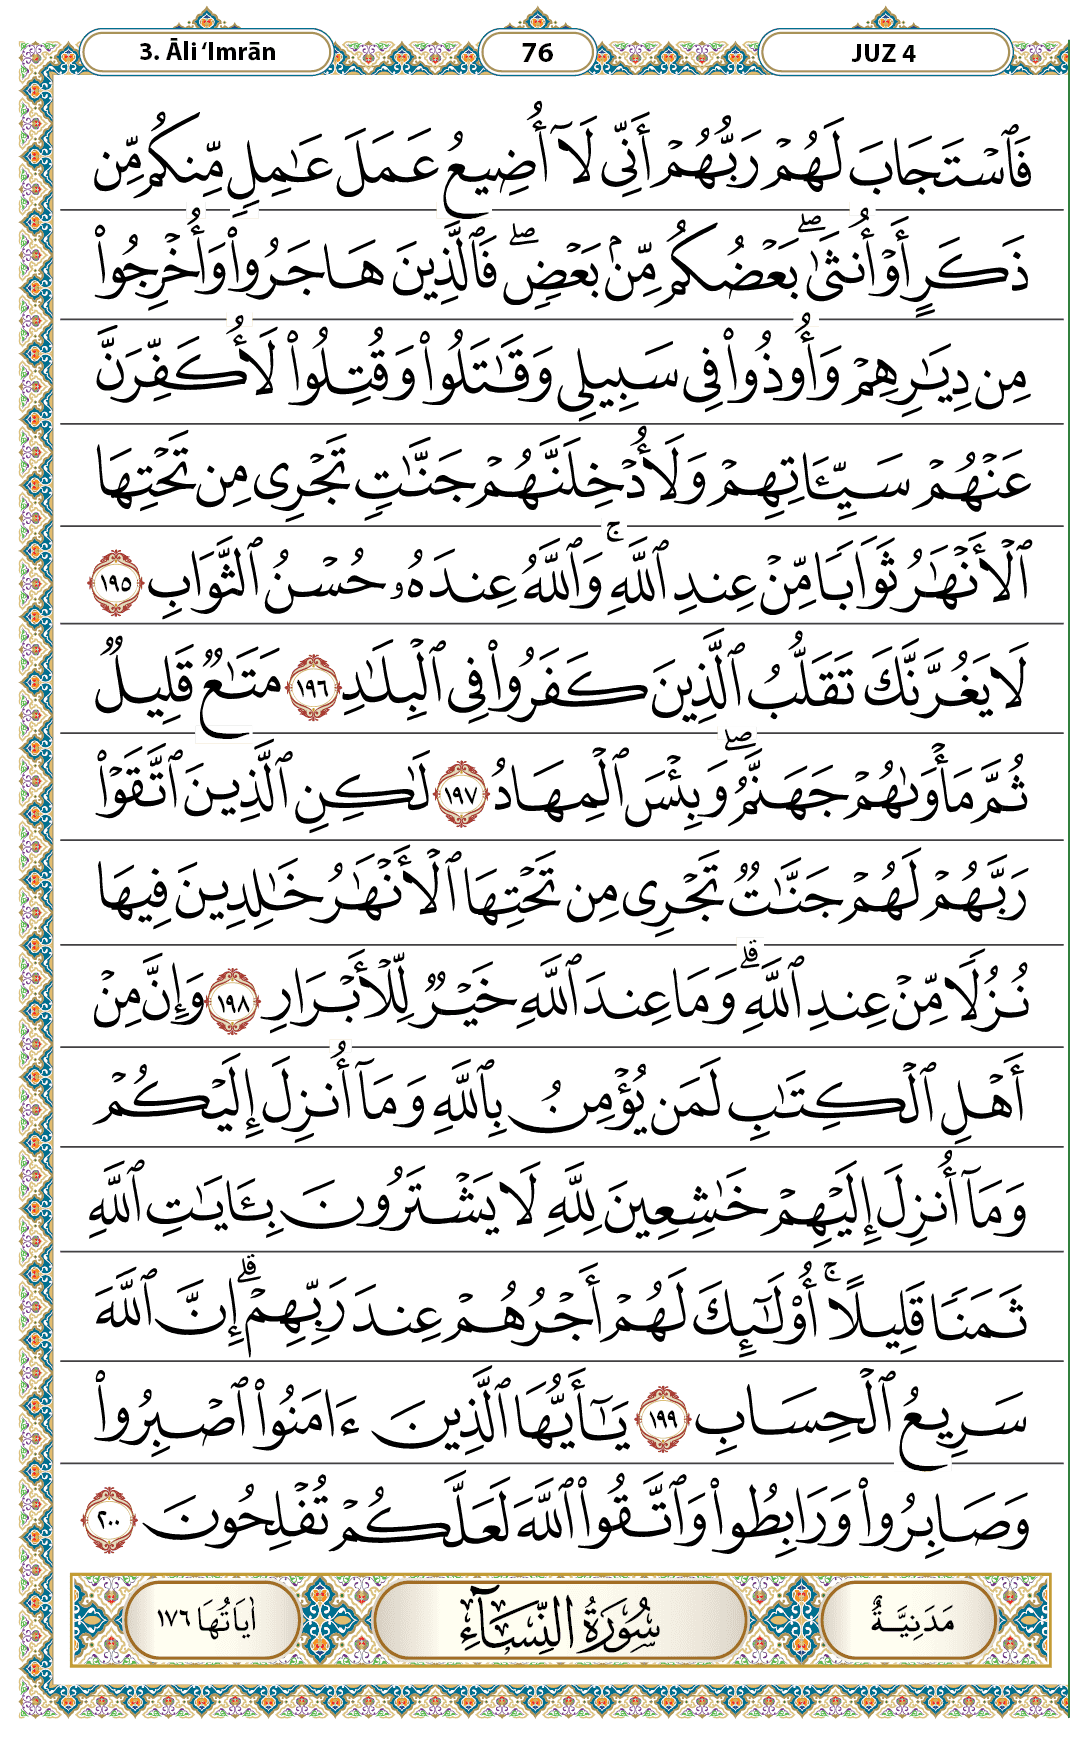 3. Āli ‘Imrān 76 JUZ 4
فَٱسْتَجَابَ لَهُمْ رَبُّهُمْ أَنِّى لَآ أُضِيعُ عَمَلَ عَـٰمِلٍ مِّنكُم مِّن
ذَكَرٍ أَوْ أُنثَىٰ ۖ بَعْضُكُم مِّنۢ بَعْضٍ ۖ فَٱلَّذِينَ هَاجَرُوا۟ وَأُخْرِجُوا۟
مِن دِيَـٰرِهِمْ وَأُوذُوا۟ فِى سَبِيلِى وَقَـٰتَلُوا۟ وَقُتِلُوا۟ لَأُكَفِّرَنَّ
عَنْهُمْ سَيِّـَٔاتِهِمْ وَلَأُدْخِلَنَّهُمْ جَنَّـٰتٍ تَجْرِى مِن تَحْتِهَا
ٱلْأَنْهَـٰرُ ثَوَابًا مِّنْ عِندِ ٱللَّهِ ۚ وَٱللَّهُ عِندَهُۥ حُسْنُ ٱلثَّوَابِ ١٩٥
لَا يَغُرَّنَّكَ تَقَلُّبُ ٱلَّذِينَ كَفَرُوا۟ فِى ٱلْبِلَـٰدِ ١٩٦ مَتَـٰعٌ قَلِيلٌ
ثُمَّ مَأْوَىٰهُمْ جَهَنَّمُ ۖ وَبِئْسَ ٱلْمِهَادُ ١٩٧ لَـٰكِنِ ٱلَّذِينَ ٱتَّقَوْا۟
رَبَّهُمْ لَهُمْ جَنَّـٰتٌ تَجْرِى مِن تَحْتِهَا ٱلْأَنْهَـٰرُ خَـٰلِدِينَ فِيهَا
نُزُلًا مِّنْ عِندِ ٱللَّهِ ۗ وَمَا عِندَ ٱللَّهِ خَيْرٌ لِّلْأَبْرَارِ ١٩٨ وَإِنَّ مِنْ
أَهْلِ ٱلْكِتَـٰبِ لَمَن يُؤْمِنُ بِٱللَّهِ وَمَآ أُنزِلَ إِلَيْكُمْ
وَمَآ أُنزِلَ إِلَيْهِمْ خَـٰشِعِينَ لِلَّهِ لَا يَشْتَرُونَ بِـَٔايَـٰتِ ٱللَّهِ
ثَمَنًا قَلِيلًا ۚ أُو۟لَـٰٓئِكَ لَهُمْ أَجْرُهُمْ عِندَ رَبِّهِمْ ۗ إِنَّ ٱللَّهَ
سَرِيعُ ٱلْحِسَابِ ١٩٩ يَـٰٓأَيُّهَا ٱلَّذِينَ ءَامَنُوا۟ ٱصْبِرُوا۟
وَصَابِرُوا۟ وَرَابِطُوا۟ وَٱتَّقُوا۟ ٱللَّهَ لَعَلَّكُمْ تُفْلِحُونَ ٢٠٠
مَدَنِيَّةٌ سُورَةُ النِّسَآءِ اٰيَاتُهَا ١٧٦